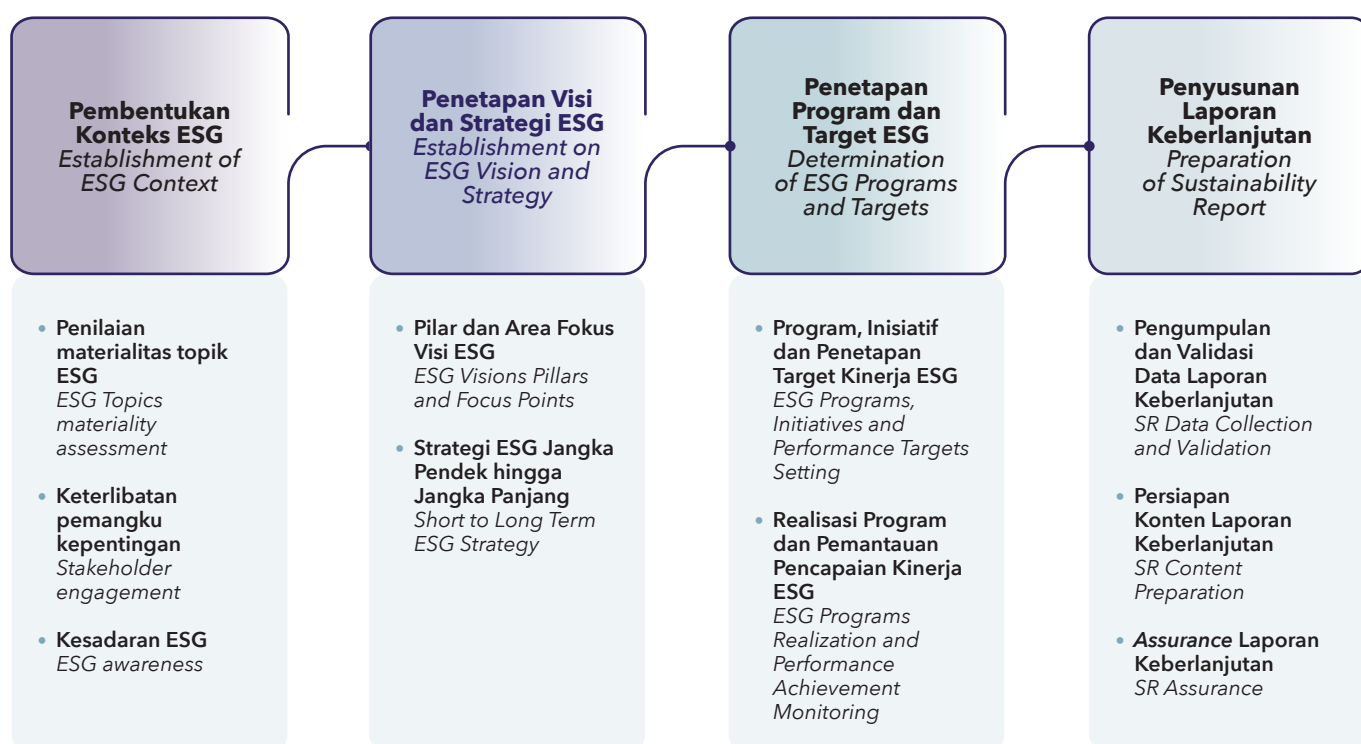 Pembentukan
Konteks ESG
Establishment of
ESG Context
• Penilaian
materialitas topik
ESG
ESG Topics
materiality
assessment
• Keterlibatan
pemangku
kepentingan
Stakeholder
engagement
• Kesadaran ESG
ESG awareness
Penetapan Visi
dan Strategi ESG
Establishment on
ESG Vision and
Strategy
• Pilar dan Area Fokus
Visi ESG
ESG Visions Pillars
and Focus Points
• Strategi ESG Jangka
Pendek hingga
Jangka Panjang
Short to Long Term
ESG Strategy
Penetapan
Program dan
Target ESG
Determination
of ESG Programs
and Targets
• Program, Inisiatif
dan Penetapan
Target Kinerja ESG
ESG Programs,
Initiatives and
Performance Targets
Setting
• Realisasi Program
dan Pemantauan
Pencapaian Kinerja
ESG
ESG Programs
Realization and
Performance
Achievement
Monitoring
Penyusunan
Laporan
Keberlanjutan
Preparation
of Sustainability
Report
• Pengumpulan
dan Validasi
Data Laporan
Keberlanjutan
SR Data Collection
and Validation
• Persiapan
Konten Laporan
Keberlanjutan
SR Content
Preparation
• Assurance Laporan
Keberlanjutan
SR Assurance